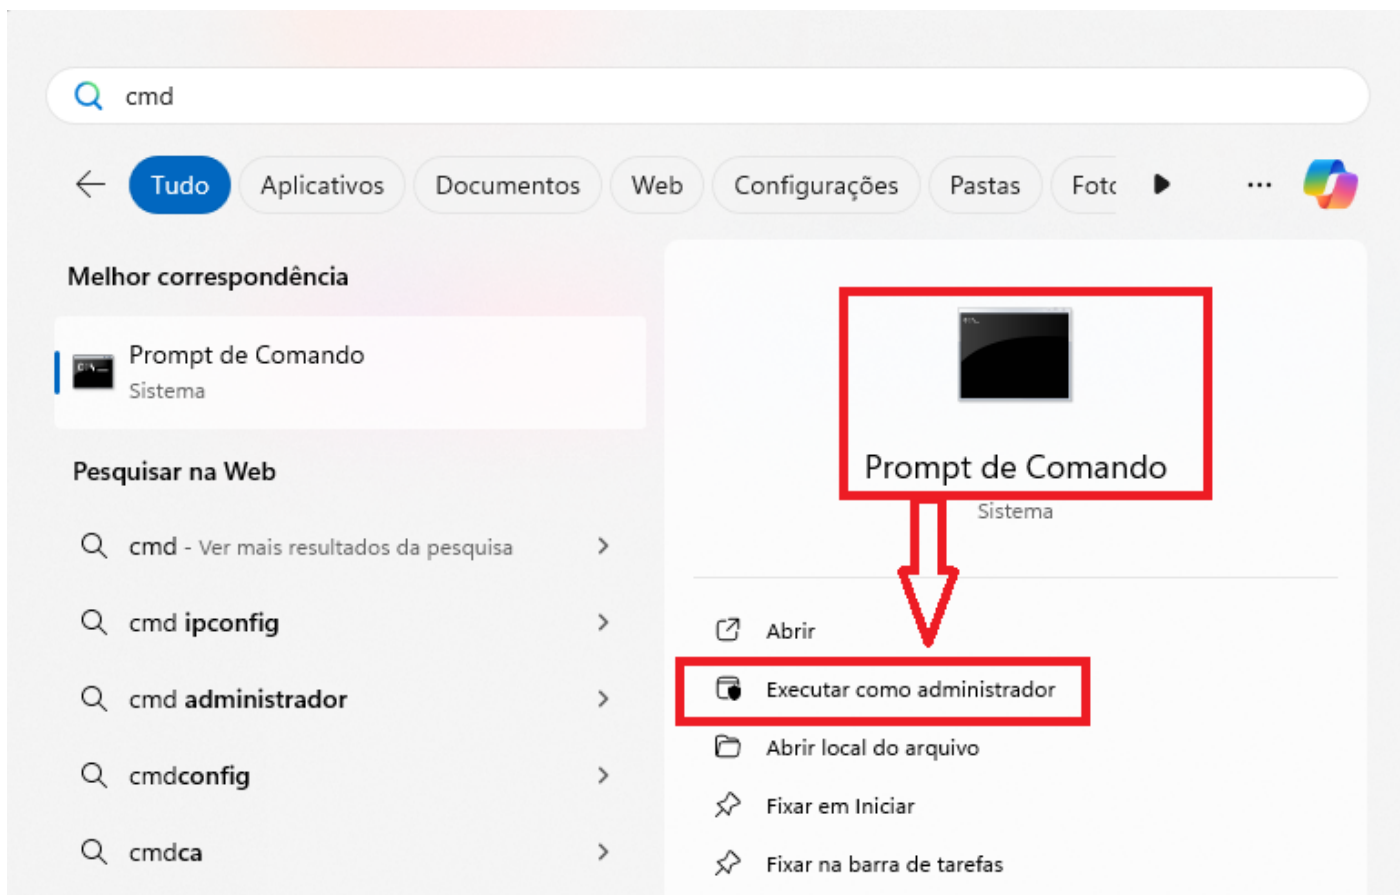 cmd
Tudo
Aplicativos
Documentos
Web
Configurações
Pastas
Foto
Melhor correspondência
Prompt de Comando
Sistema
Pesquisar na Web
cmd - Ver mais resultados da pesquisa
cmd ipconfig
cmd administrador
cmdconfig
cmdca
Prompt de Comando
Sistema
Abrir
Executar como administrador
Abrir local do arquivo
Fixar em Iniciar
Fixar na barra de tarefas